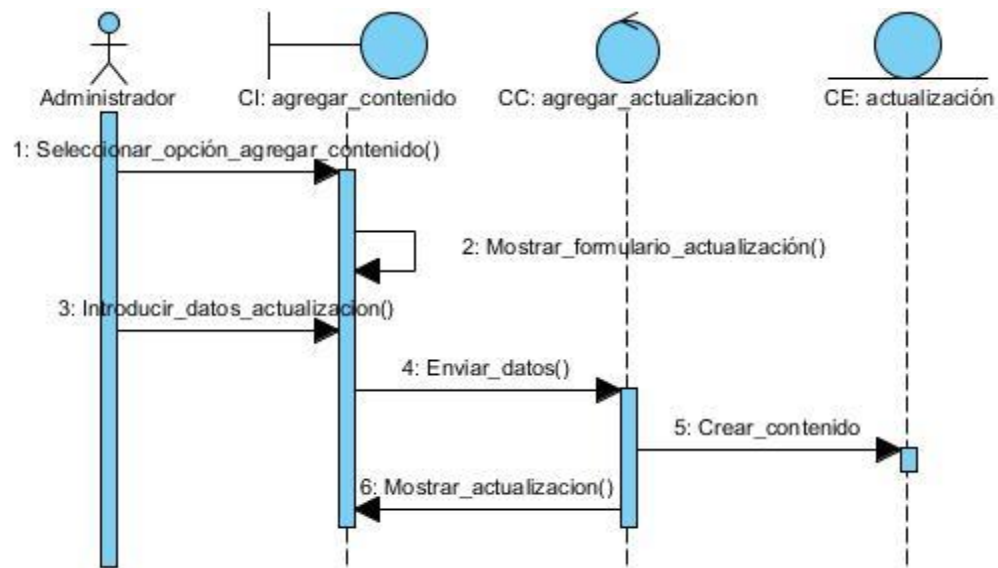 Administrador
CI: agregar_contenido
CC: agregar_actualizacion
CE: actualización
1: Seleccionar_opción_agregar_contenido()
2: Mostrar_formulario_actualización()
3: Introducir_datos_actualizacion()
4: Enviar_datos()
5: Crear_contenido
6: Mostrar_actualizacion()